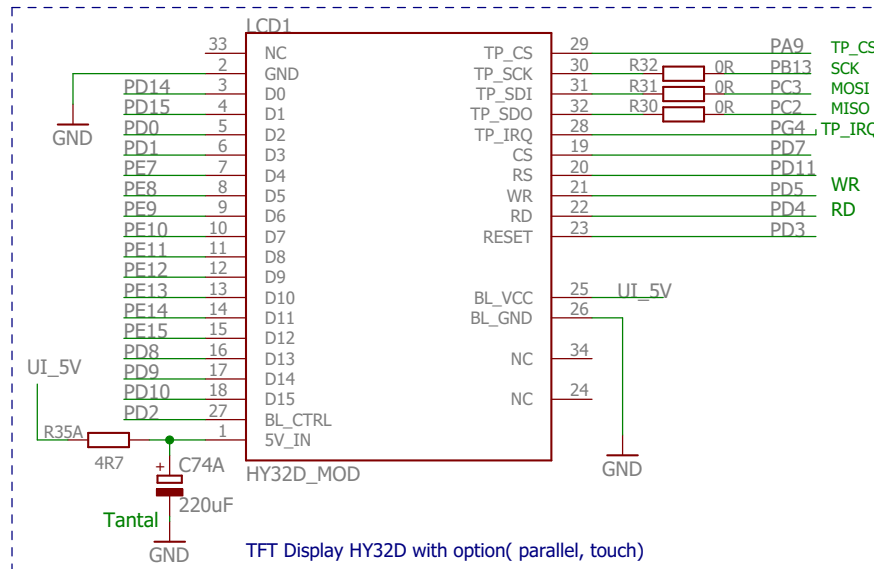 LCD1
33 NC TP_CS 29 PA9 TP_CS
2 GND TP_SCK 30 R32 0R PB13 SCK
PD14 3 D0 TP_SDI 31 R31 0R PC3 MOSI
PD15 4 D1 TP_SDO 32 R30 0R PC2 MISO
GND PD0 5 D2 TP_IRQ 28 PG4 TP_IRQ
PD1 6 D3 CS 19 PD7
PE7 7 D4 RS 20 PD11
PE8 8 D5 WR 21 PD5 WR
PE9 9 D6 RD 22 PD4 RD
PE10 10 D7 RESET 23 PD3
PE11 11 D8
PE12 12 D9
PE13 13 D10 BL_VCC 25 UI_5V
PE14 14 D11 BL_GND 26
PE15 15 D12
PD8 16 D13 NC 34
UI_5V PD9 17 D14
PD10 18 D15 NC 24
PD2 27 BL_CTRL
R35A 1 5V_IN
4R7 + C74A HY32D_MOD GND
220uF
Tantal
GND TFT Display HY32D with option( parallel, touch)